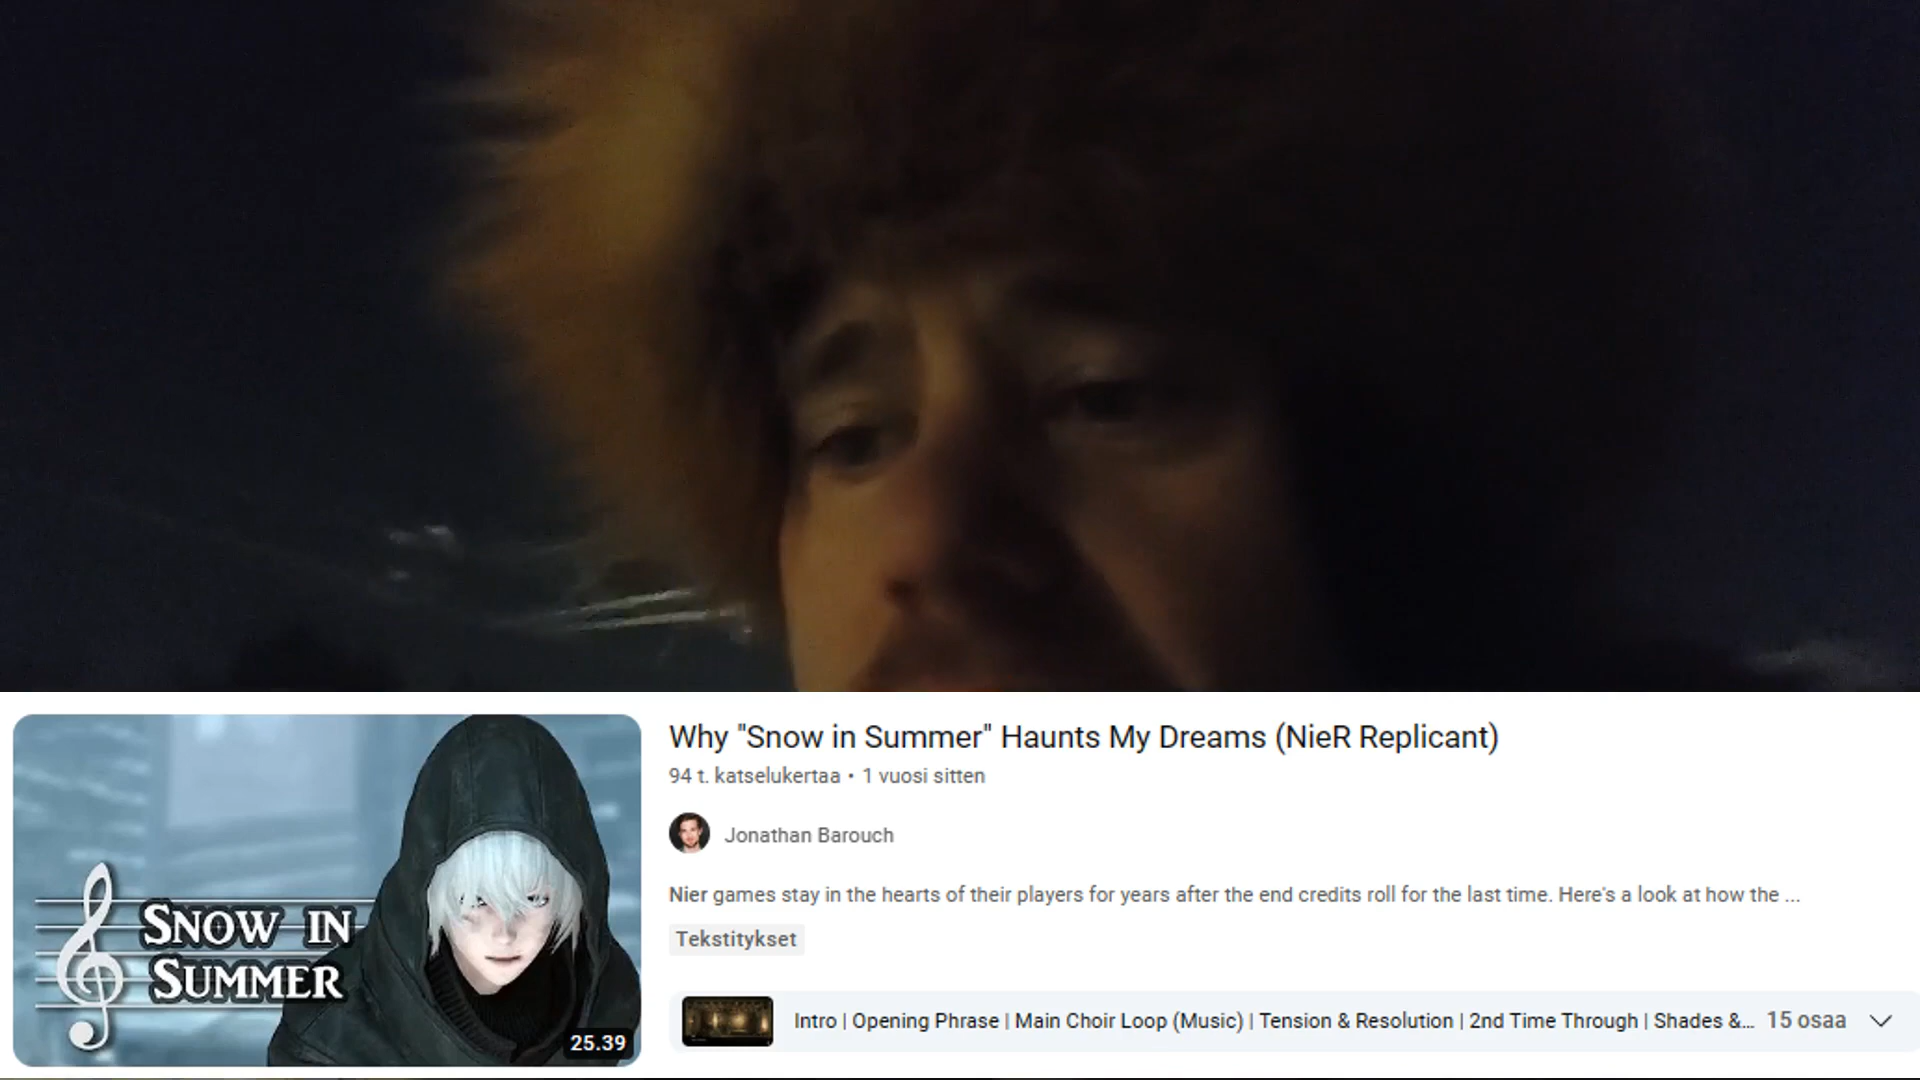 Why "Snow in Summer" Haunts My Dreams (NieR Replicant)
94 t. katselukertaa • 1 vuosi sitten
Jonathan Barouch
Nier games stay in the hearts of their players for years after the end credits roll for the last time. Here's a look at how the ...
Tekstitykset
SNOW IN
SUMMER
25.39
Intro | Opening Phrase | Main Choir Loop (Music) | Tension & Resolution | 2nd Time Through | Shades &... 15 osaa